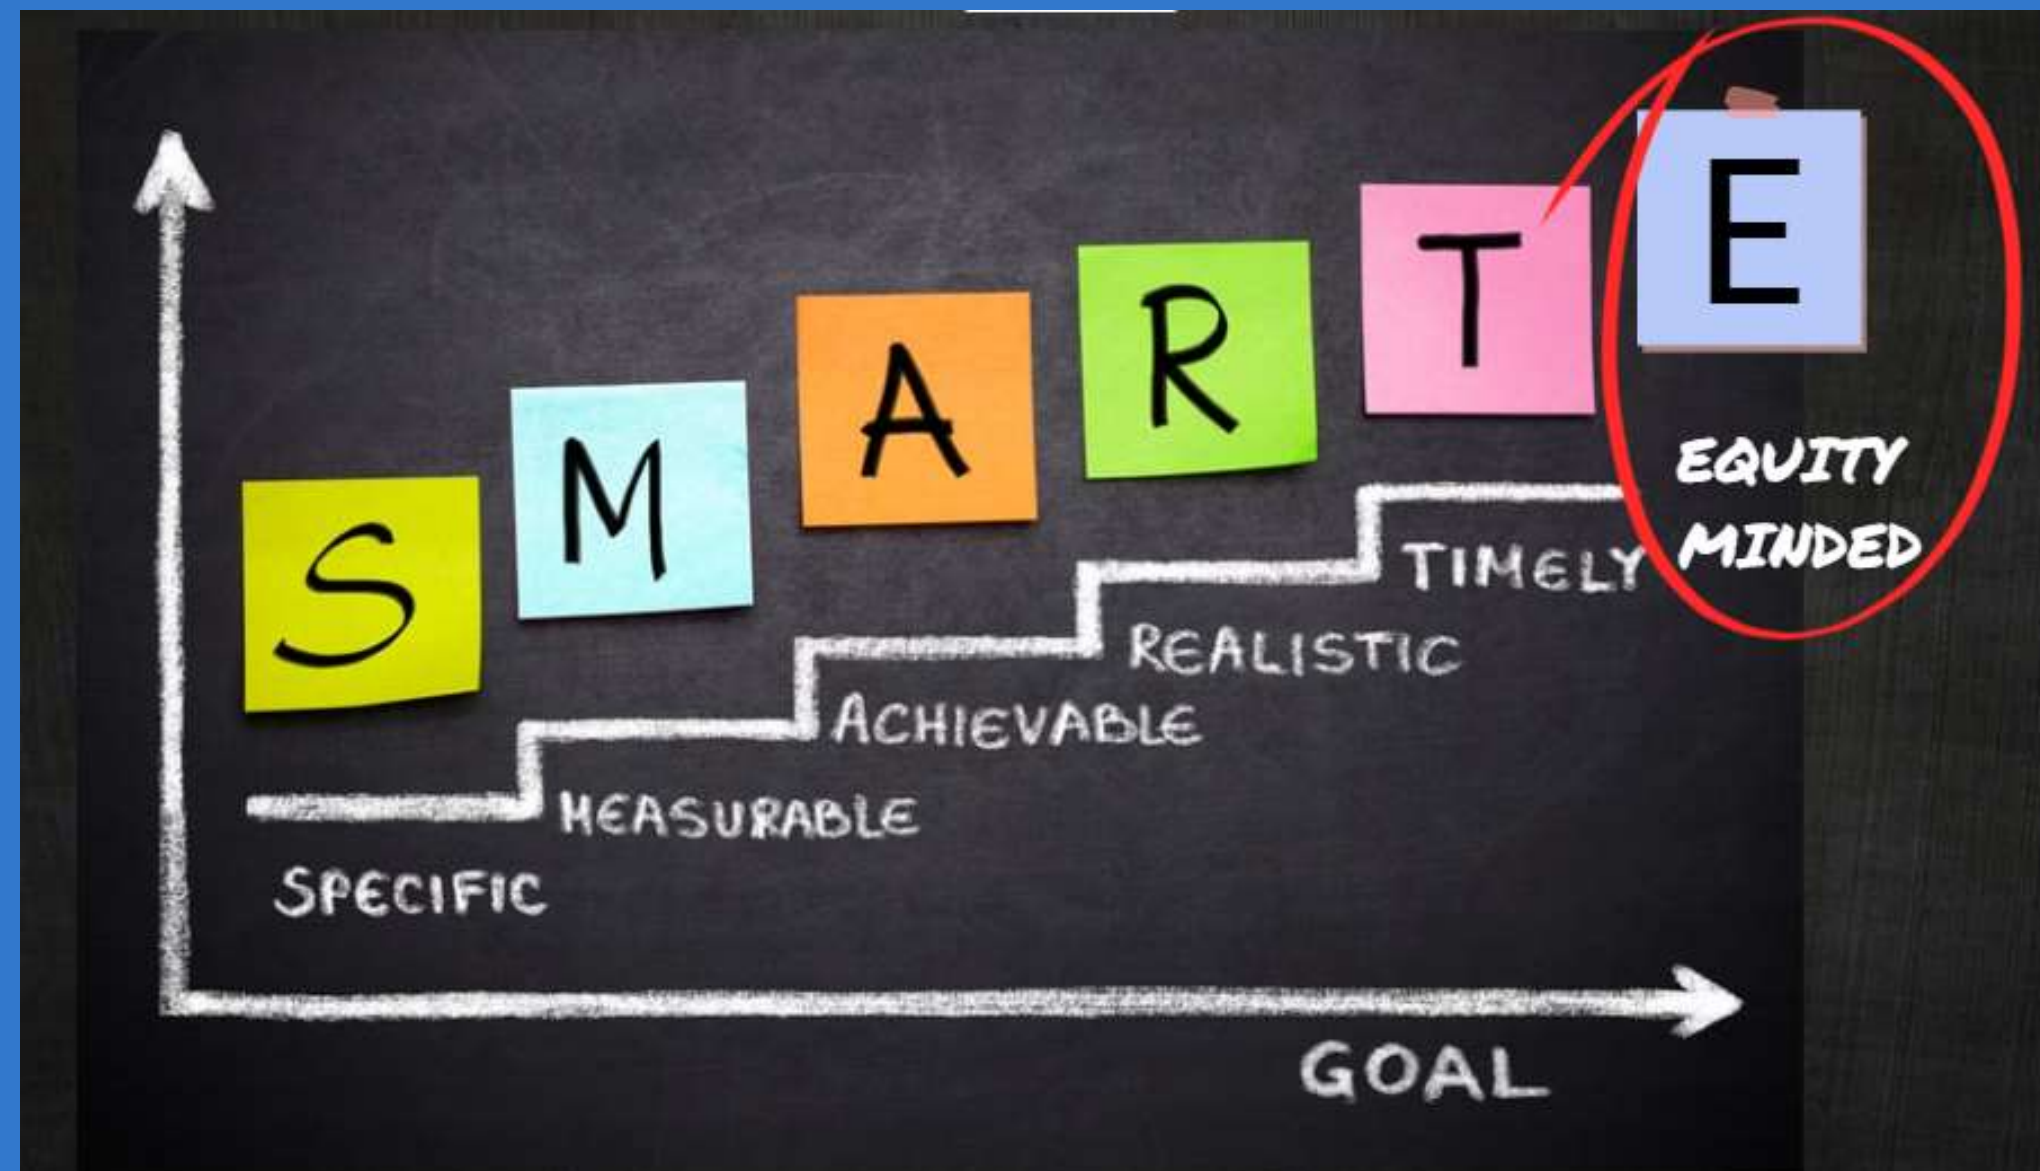 S M A R T E
EQUITY
MINDED
TIMELY
REALISTIC
ACHIEVABLE
MEASURABLE
SPECIFIC
GOAL